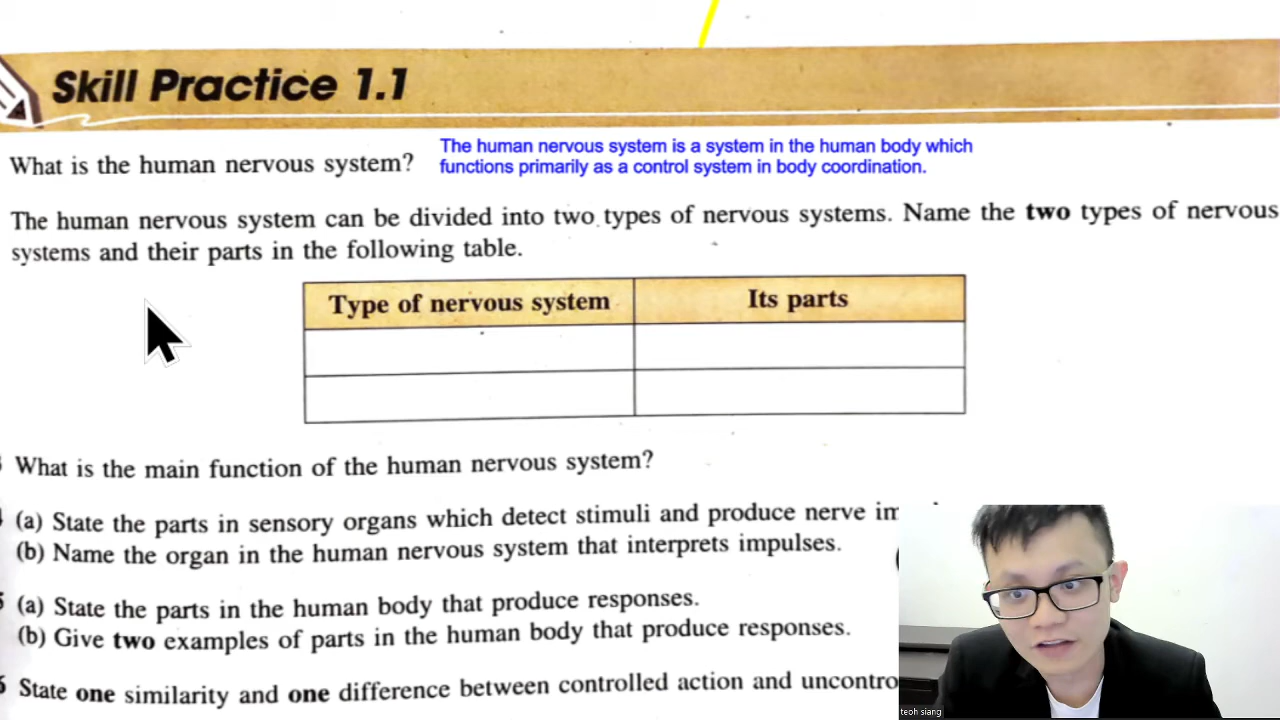 Skill Practice 1.1
What is the human nervous system?
The human nervous system is a system in the human body which
functions primarily as a control system in body coordination.
The human nervous system can be divided into two types of nervous systems. Name the two types of nervous
systems and their parts in the following table.
Type of nervous system
Its parts
What is the main function of the human nervous system?
(a) State the parts in sensory organs which detect stimuli and produce nerve
(b) Name the organ in the human nervous system that interprets impulses.
(a) State the parts in the human body that produce responses.
(b) Give two examples of parts in the human body that produce responses.
State one similarity and one difference between controlled action and
teoh siang